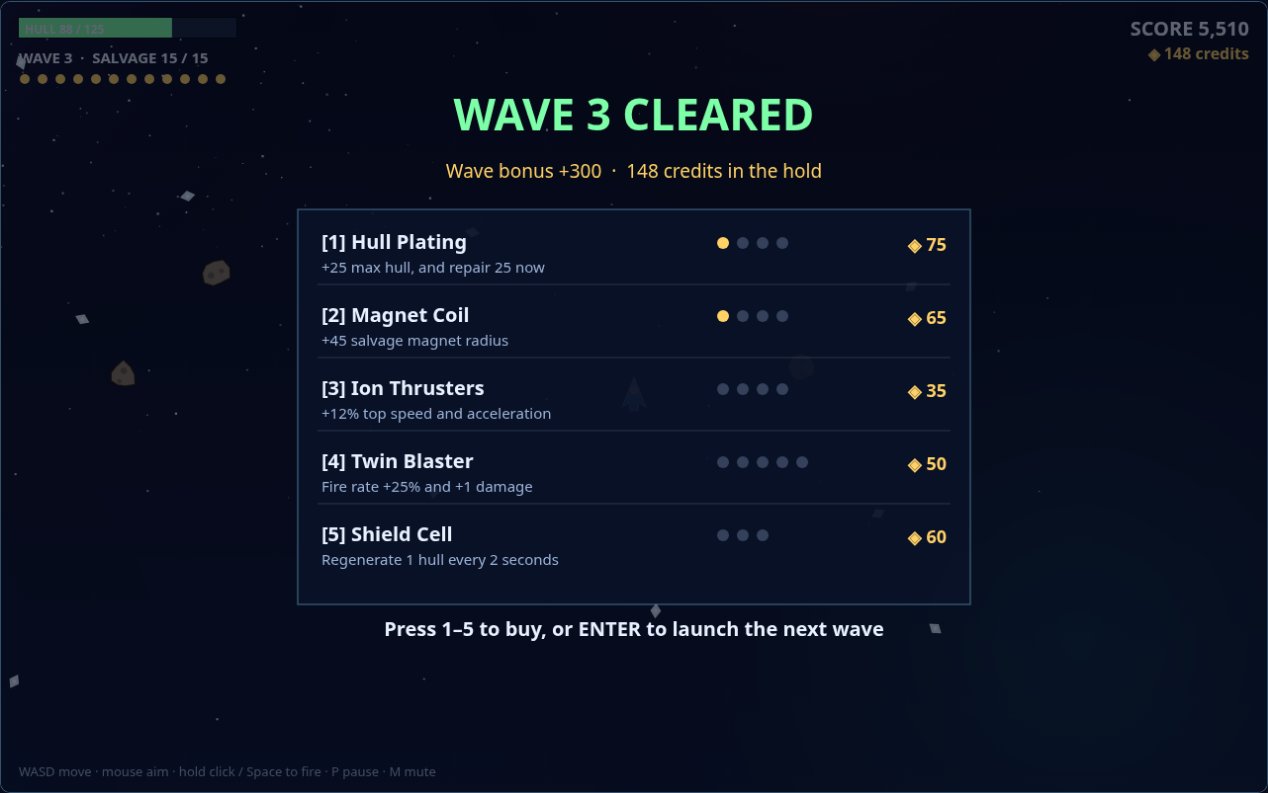 HULL 88 / 125
SCORE 5,510
WAVE 3 · SALVAGE 15 / 15
◈ 148 credits
WAVE 3 CLEARED
Wave bonus +300 · 148 credits in the hold
[1] Hull Plating ◈ 75
+25 max hull, and repair 25 now
[2] Magnet Coil ◈ 65
+45 salvage magnet radius
[3] Ion Thrusters ◈ 35
+12% top speed and acceleration
[4] Twin Blaster ◈ 50
Fire rate +25% and +1 damage
[5] Shield Cell ◈ 60
Regenerate 1 hull every 2 seconds
Press 1–5 to buy, or ENTER to launch the next wave
WASD move · mouse aim · hold click / Space to fire · P pause · M mute